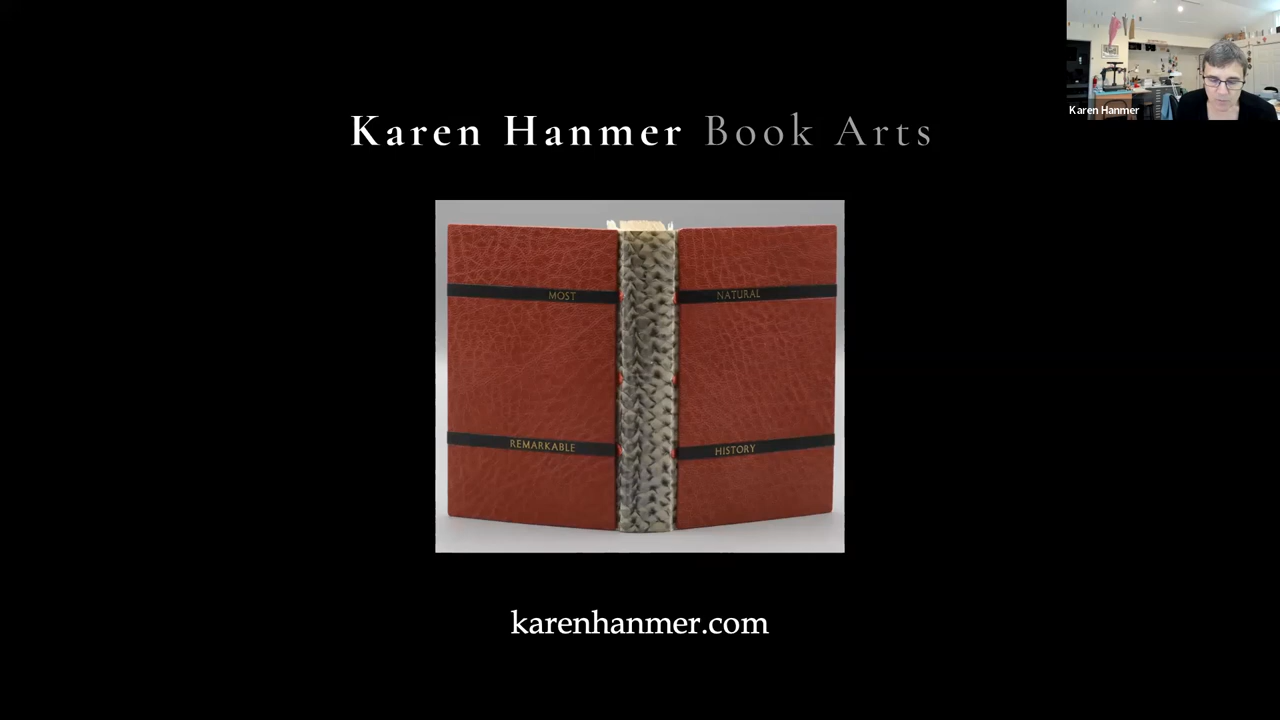 Karen Hanmer Book Arts
Karen Hanmer
MOST
NATURAL
REMARKABLE
HISTORY
karenhanmer.com